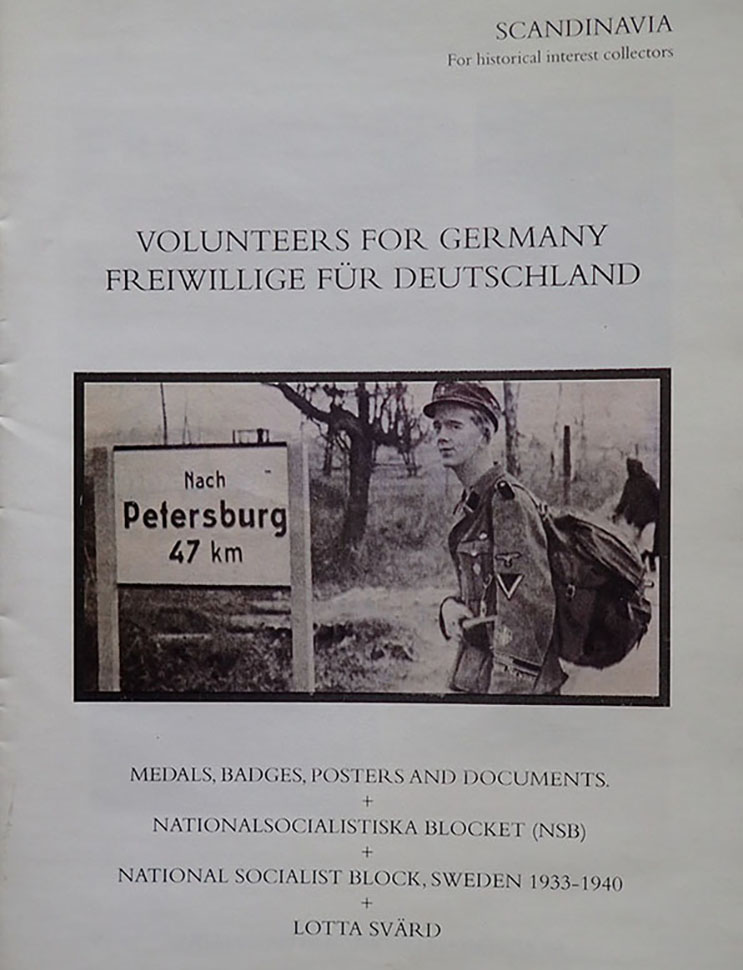 SCANDINAVIA
For historical interest collectors
VOLUNTEERS FOR GERMANY
FREIWILLIGE FÜR DEUTSCHLAND
Nach
Petersburg
47 km
MEDALS, BADGES, POSTERS AND DOCUMENTS.
+
NATIONALSOCIALISTISKA BLOCKET (NSB)
+
NATIONAL SOCIALIST BLOCK, SWEDEN 1933-1940
+
LOTTA SVÄRD